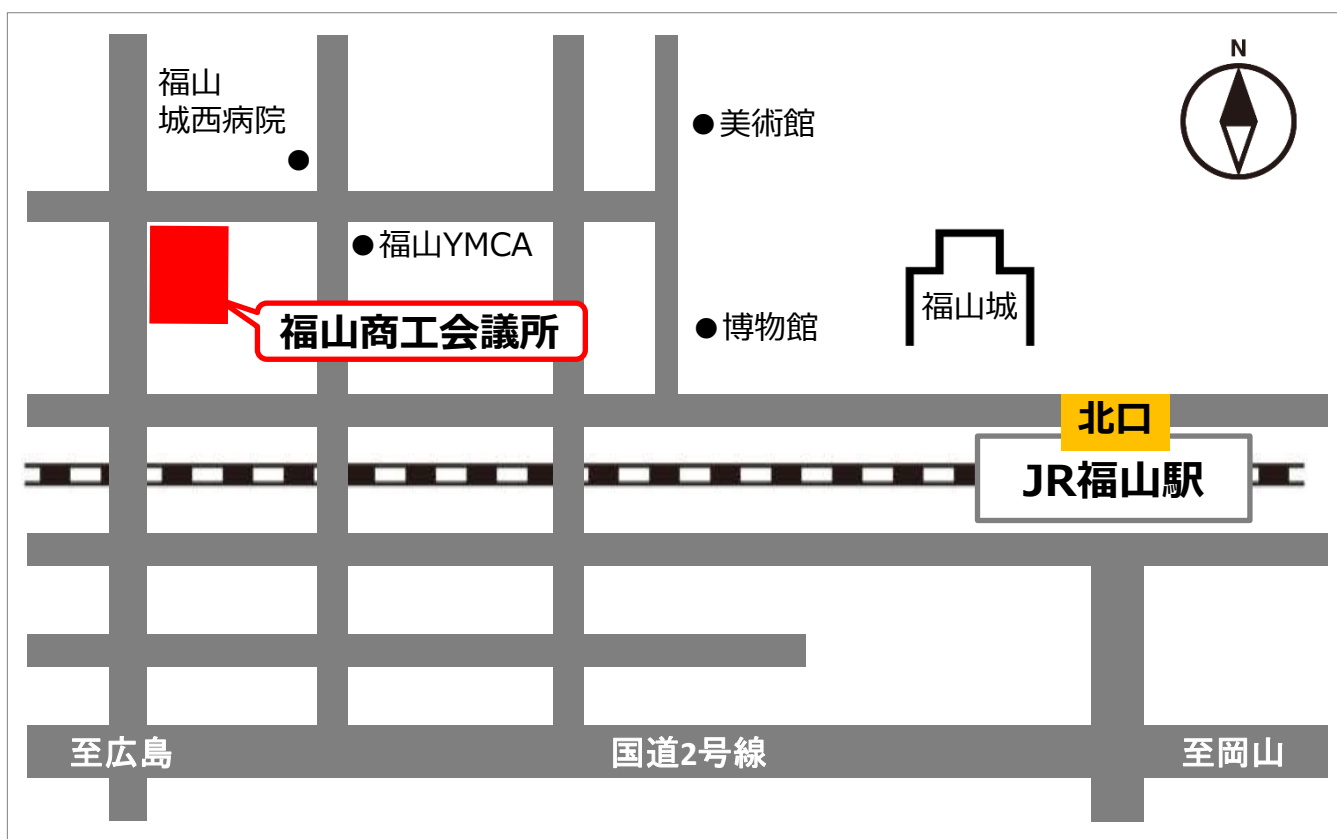 N
福山
城西病院
●美術館
●福山YMCA
福山商工会議所
●博物館
福山城
北口
JR福山駅
至広島
国道2号線
至岡山